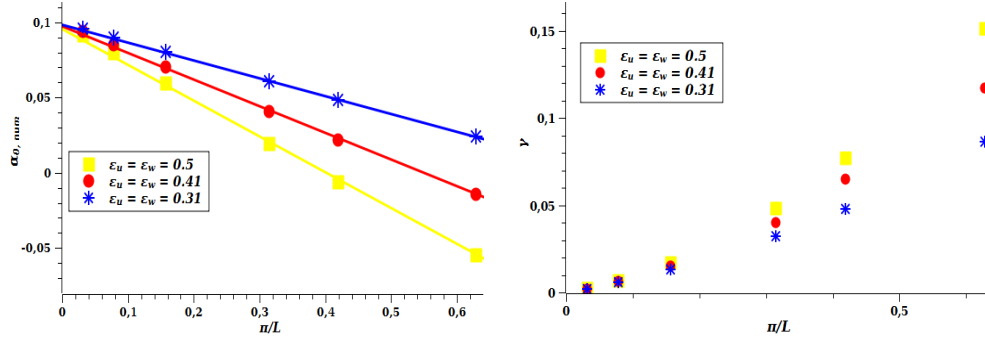 0,1
0,05
0
-0,05
α0, num
εu = εw = 0.5
εu = εw = 0.41
εu = εw = 0.31
0 0,1 0,2 0,3 0,4 0,5 0,6
π/L
0,15
0,1
0,05
0
γ
εu = εw = 0.5
εu = εw = 0.41
εu = εw = 0.31
0 0,5
π/L